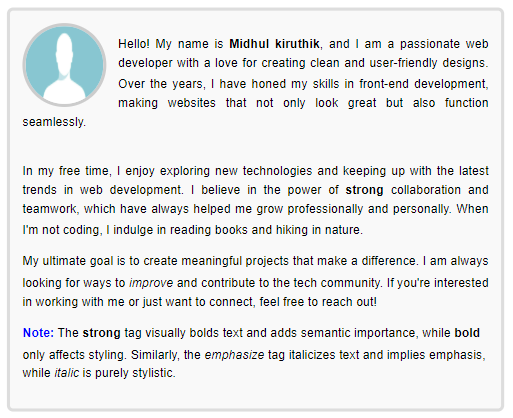 Hello! My name is Midhul kiruthik, and I am a passionate web
developer with a love for creating clean and user-friendly designs.
Over the years, I have honed my skills in front-end development,
making websites that not only look great but also function
seamlessly.
In my free time, I enjoy exploring new technologies and keeping up with the latest
trends in web development. I believe in the power of strong collaboration and
teamwork, which have always helped me grow professionally and personally. When
I'm not coding, I indulge in reading books and hiking in nature.
My ultimate goal is to create meaningful projects that make a difference. I am always
looking for ways to improve and contribute to the tech community. If you're interested
in working with me or just want to connect, feel free to reach out!
Note: The strong tag visually bolds text and adds semantic importance, while bold
only affects styling. Similarly, the emphasize tag italicizes text and implies emphasis,
while italic is purely stylistic.